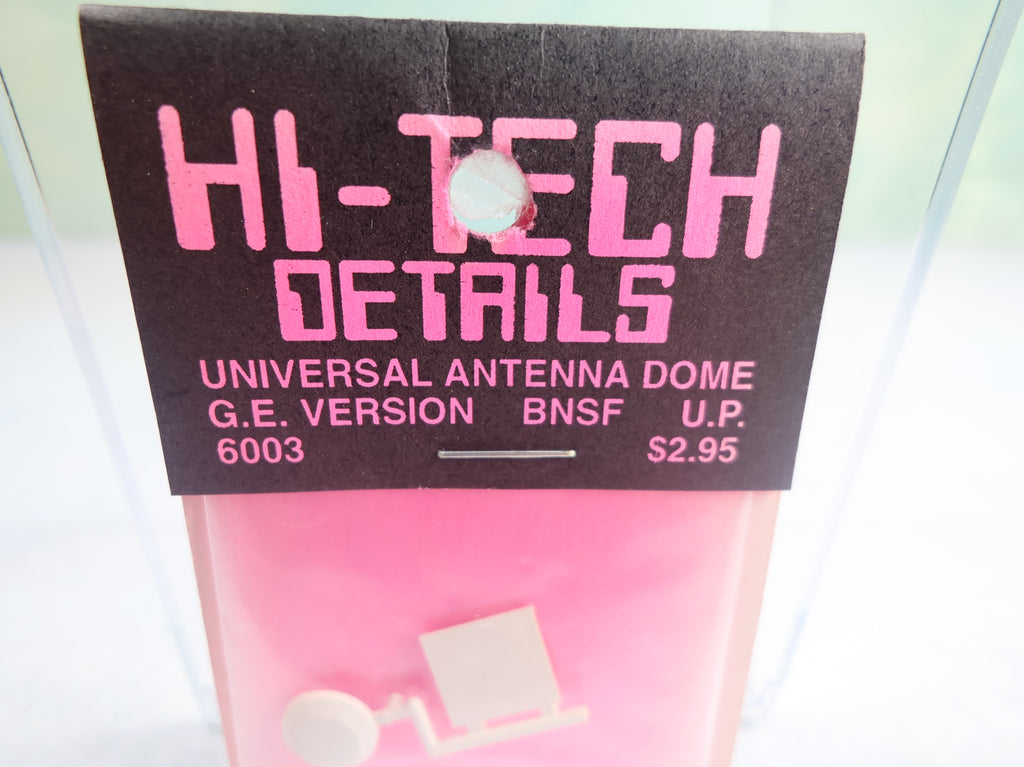 HI-TECH
DETAILS
UNIVERSAL ANTENNA DOME
G.E. VERSION BNSF U.P.
6003 $2.95